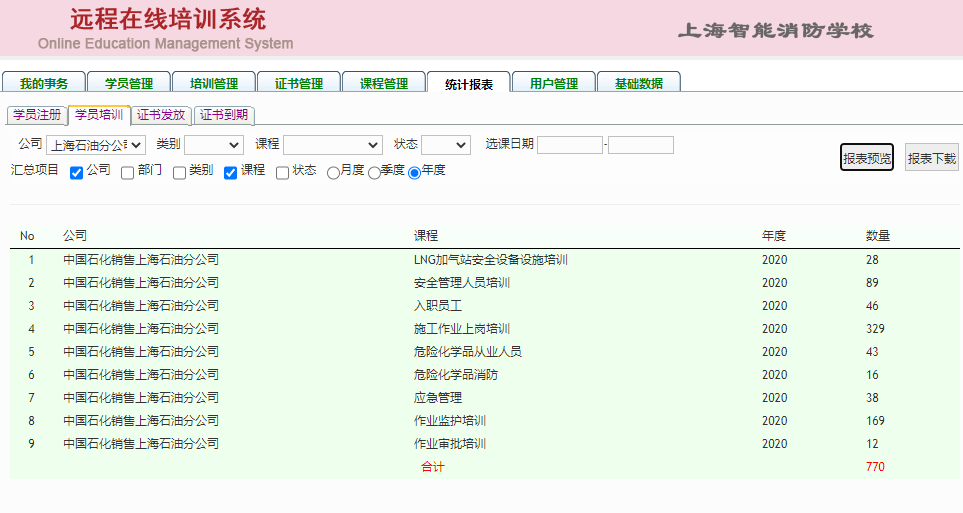 远程在线培训系统
Online Education Management System
上海智能消防学校
我的事务 学员管理 培训管理 证书管理 课程管理 统计报表 用户管理 基础数据
学员注册 学员培训 证书发放 证书到期
公司 上海石油分公司 类别 课程 状态 选课日期 -
汇总项目 公司 部门 类别 课程 状态 月度 季度 年度
报表预览 报表下载
No 公司 课程 年度 数量
1 中国石化销售上海石油分公司 LNG加气站安全设备设施培训 2020 28
2 中国石化销售上海石油分公司 安全管理人员培训 2020 89
3 中国石化销售上海石油分公司 入职员工 2020 46
4 中国石化销售上海石油分公司 施工作业上岗培训 2020 329
5 中国石化销售上海石油分公司 危险化学品从业人员 2020 43
6 中国石化销售上海石油分公司 危险化学品消防 2020 16
7 中国石化销售上海石油分公司 应急管理 2020 38
8 中国石化销售上海石油分公司 作业监护培训 2020 169
9 中国石化销售上海石油分公司 作业审批培训 2020 12
合计 770